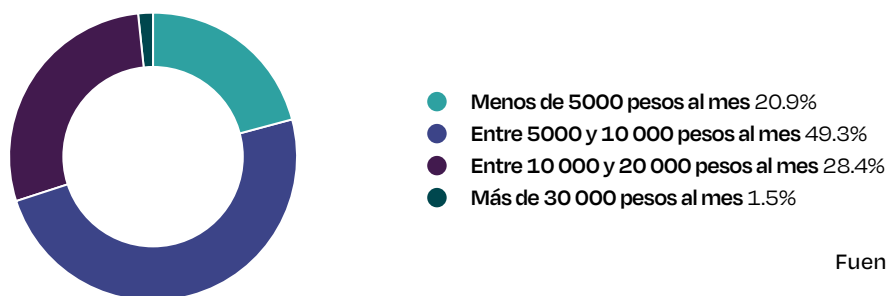 Menos de 5000 pesos al mes 20.9%
Entre 5000 y 10 000 pesos al mes 49.3%
Entre 10 000 y 20 000 pesos al mes 28.4%
Más de 30 000 pesos al mes 1.5%
Fuen